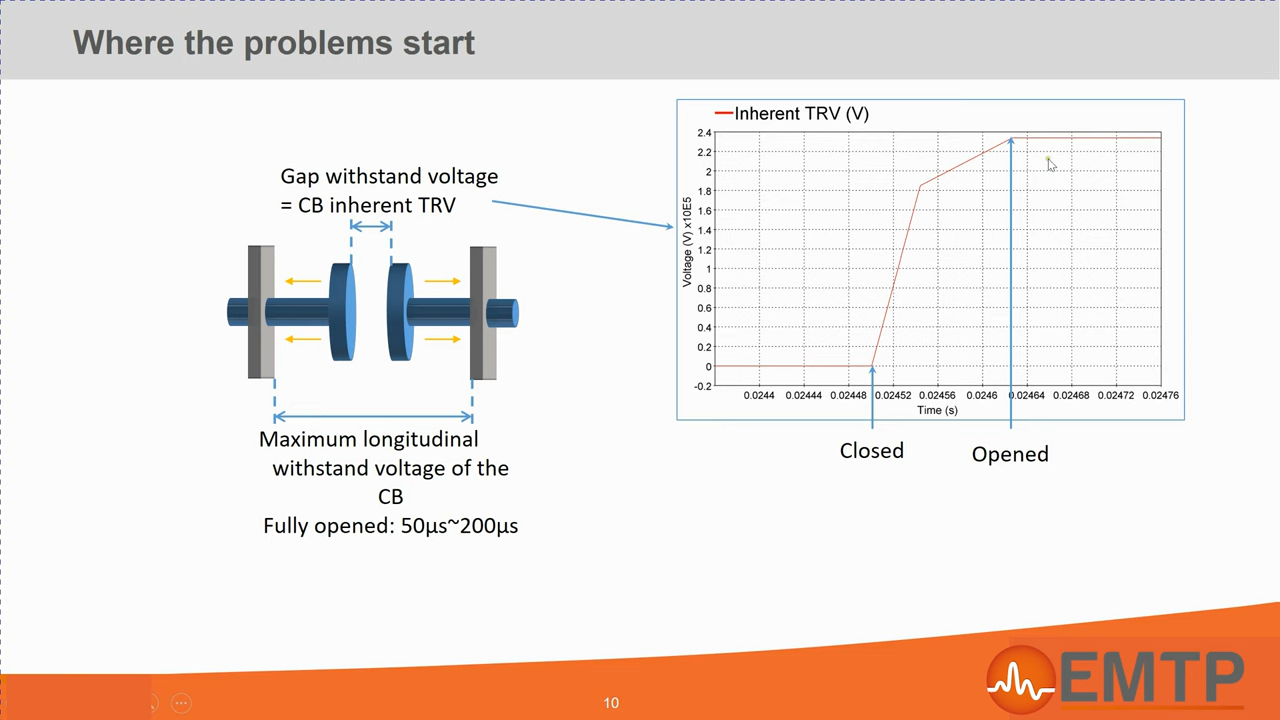 Where the problems start
Gap withstand voltage
= CB inherent TRV
Maximum longitudinal
withstand voltage of the
CB
Fully opened: 50µs~200µs
Inherent TRV (V)
2.4
2.2
2
1.8
1.6
1.4
1.2
1
0.8
0.6
0.4
0.2
0
-0.2
Voltage (V) x10E5
0.0244 0.02444 0.02448 0.02452 0.02456 0.0246 0.02464 0.02468 0.02472 0.02476
Time (s)
Closed
Opened
10
EMTP